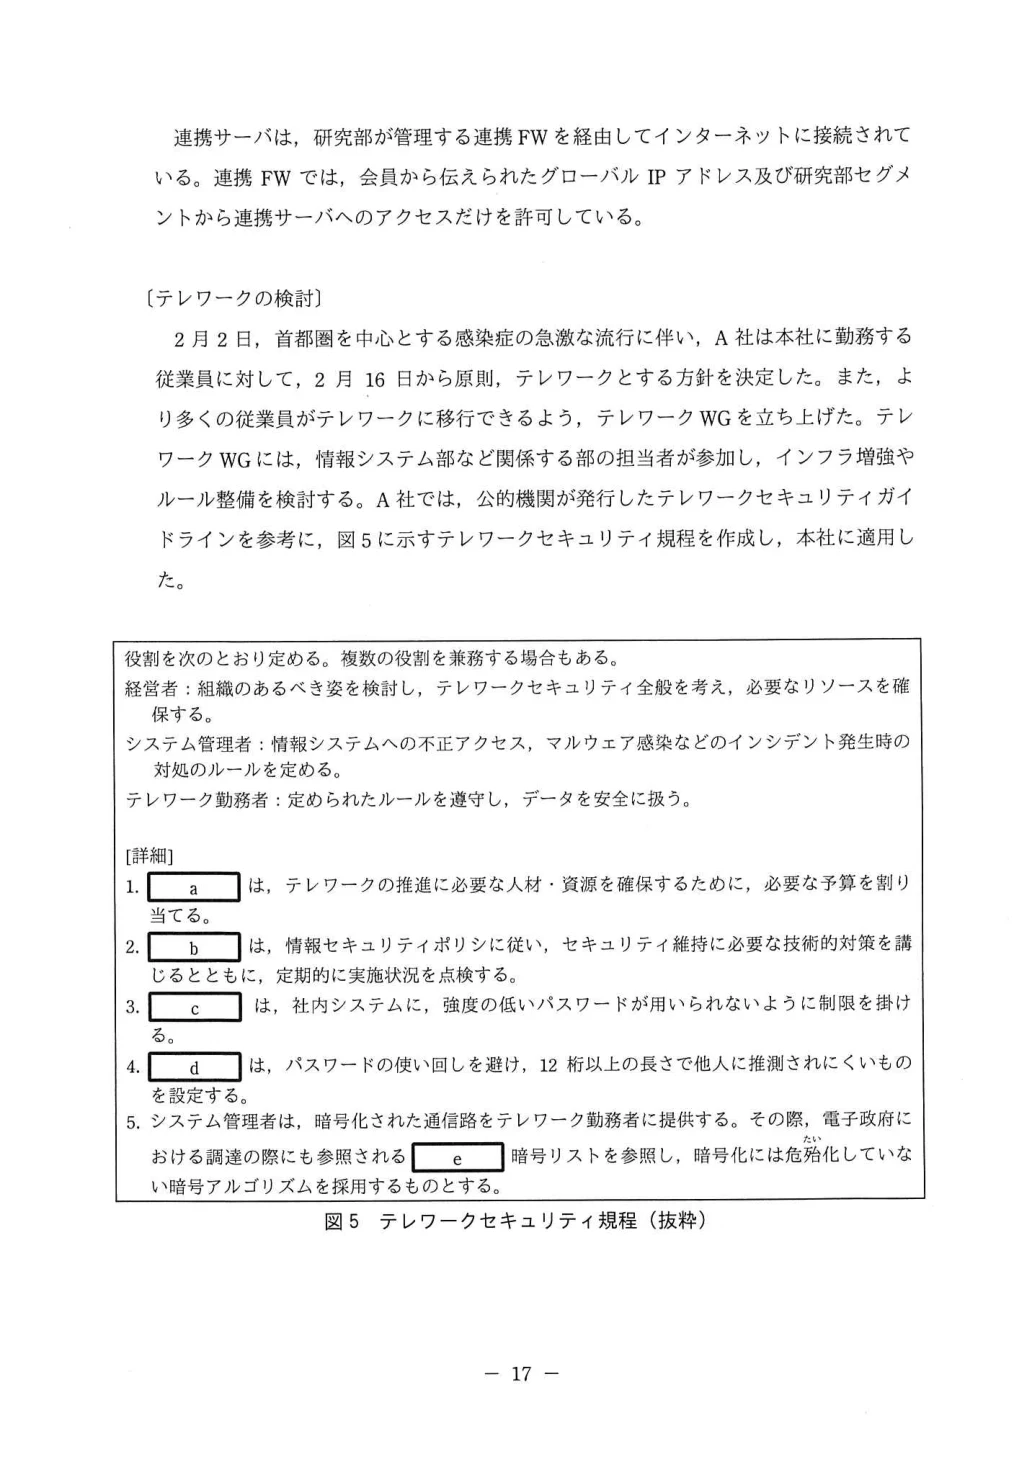 連携サーバは，研究部が管理する連携 FW を経由してインターネットに接続されて
いる。連携 FW では，会員から伝えられたグローバル IP アドレス及び研究部セグメ
ントから連携サーバへのアクセスだけを許可している。
〔テレワークの検討〕
2 月 2 日，首都圏を中心とする感染症の急激な流行に伴い，A 社は本社に勤務する
従業員に対して，2 月 16 日から原則，テレワークとする方針を決定した。また，よ
り多くの従業員がテレワークに移行できるよう，テレワーク WG を立ち上げた。テレ
ワーク WG には，情報システム部など関係する部の担当者が参加し，インフラ増強や
ルール整備を検討する。A 社では，公的機関が発行したテレワークセキュリティガイ
ドラインを参考に，図 5 に示すテレワークセキュリティ規程を作成し，本社に適用し
た。
役割を次のとおり定める。複数の役割を兼務する場合もある。
経営者：組織のあるべき姿を検討し，テレワークセキュリティ全般を考え，必要なリソースを確
保する。
システム管理者：情報システムへの不正アクセス，マルウェア感染などのインシデント発生時の
対処のルールを定める。
テレワーク勤務者：定められたルールを遵守し，データを安全に扱う。
[詳細]
1. a は，テレワークの推進に必要な人材・資源を確保するために，必要な予算を割り
当てる。
2. b は，情報セキュリティポリシに従い，セキュリティ維持に必要な技術的対策を講
じるとともに，定期的に実施状況を点検する。
3. c は，社内システムに，強度の低いパスワードが用いられないように制限を掛け
る。
4. d は，パスワードの使い回しを避け，12 桁以上の長さで他人に推測されにくいもの
を設定する。
5. システム管理者は，暗号化された通信路をテレワーク勤務者に提供する。その際，電子政府に
たい
おける調達の際にも参照される e 暗号リストを参照し，暗号化には危殆化していな
い暗号アルゴリズムを採用するものとする。
図 5 テレワークセキュリティ規程（抜粋）
－ 17 －